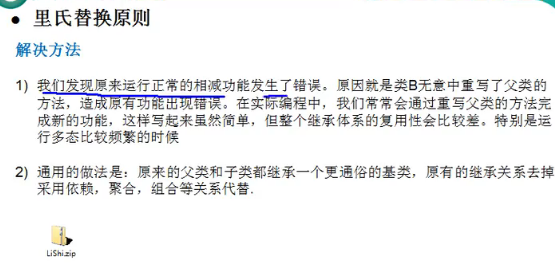 里氏替换原则
解决方法
1) 我们发现原来运行正常的相减功能发生了错误。原因就是类B无意中重写了父类的
方法，造成原有功能出现错误。在实际编程中，我们常常会通过重写父类的方法完
成新的功能，这样写起来虽然简单，但整个继承体系的复用性会比较差。特别是运
行多态比较频繁的时候
2) 通用的做法是：原来的父类和子类都继承一个更通俗的基类，原有的继承关系去掉
采用依赖，聚合，组合等关系代替.
LiShi.zip